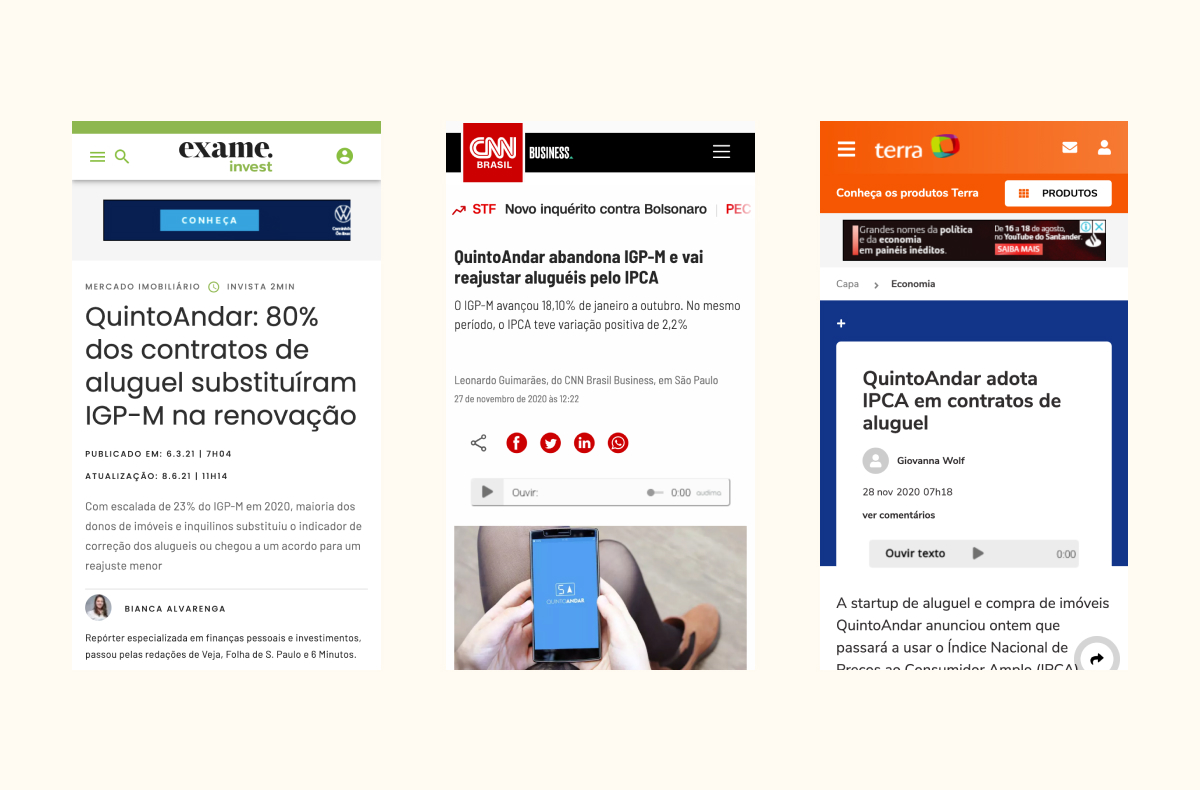 exame.
invest
CONHEÇA
MERCADO IMOBILIÁRIO INVISTA 2MIN
QuintoAndar: 80%
dos contratos de
aluguel substituíram
IGP-M na renovação
PUBLICADO EM: 6.3.21 | 7H04
ATUALIZAÇÃO: 8.6.21 | 11H14
Com escalada de 23% do IGP-M em 2020, maioria dos
donos de imóveis e inquilinos substituiu o indicador de
correção dos alugueis ou chegou a um acordo para um
reajuste menor
BIANCA ALVARENGA
Repórter especializada em finanças pessoais e investimentos,
passou pelas redações de Veja, Folha de S. Paulo e 6 Minutos.
CNN
BRASIL
BUSINESS
STF Novo inquérito contra Bolsonaro PEC
QuintoAndar abandona IGP-M e vai
reajustar aluguéis pelo IPCA
O IGP-M avançou 18,10% de janeiro a outubro. No mesmo
período, o IPCA teve variação positiva de 2,2%
Leonardo Guimarães, do CNN Brasil Business, em São Paulo
27 de novembro de 2020 às 12:22
Ouvir: 0:00 audima
QUINTOANDAR
terra
Conheça os produtos Terra PRODUTOS
Grandes nomes da política
e da economia
em painéis inéditos.
De 16 a 18 de agosto,
no YouTube do Santander.
SAIBA MAIS
Capa Economia
QuintoAndar adota
IPCA em contratos de
aluguel
Giovanna Wolf
28 nov 2020 07h18
ver comentários
Ouvir texto 0:00
A startup de aluguel e compra de imóveis
QuintoAndar anunciou ontem que
passará a usar o Índice Nacional de
Preços ao Consumidor Amplo (IPCA)